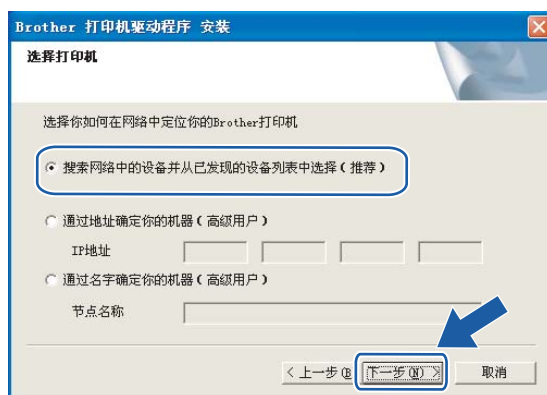 Brother 打印机驱动程序 安装
选择打印机
选择你如何在网络中定位你的Brother打印机
搜索网络中的设备并从已发现的设备列表中选择(推荐)
通过地址确定你的机器(高级用户)
IP地址
通过名字确定你的机器(高级用户)
节点名称
<上一步(B 下一步(N) > 取消